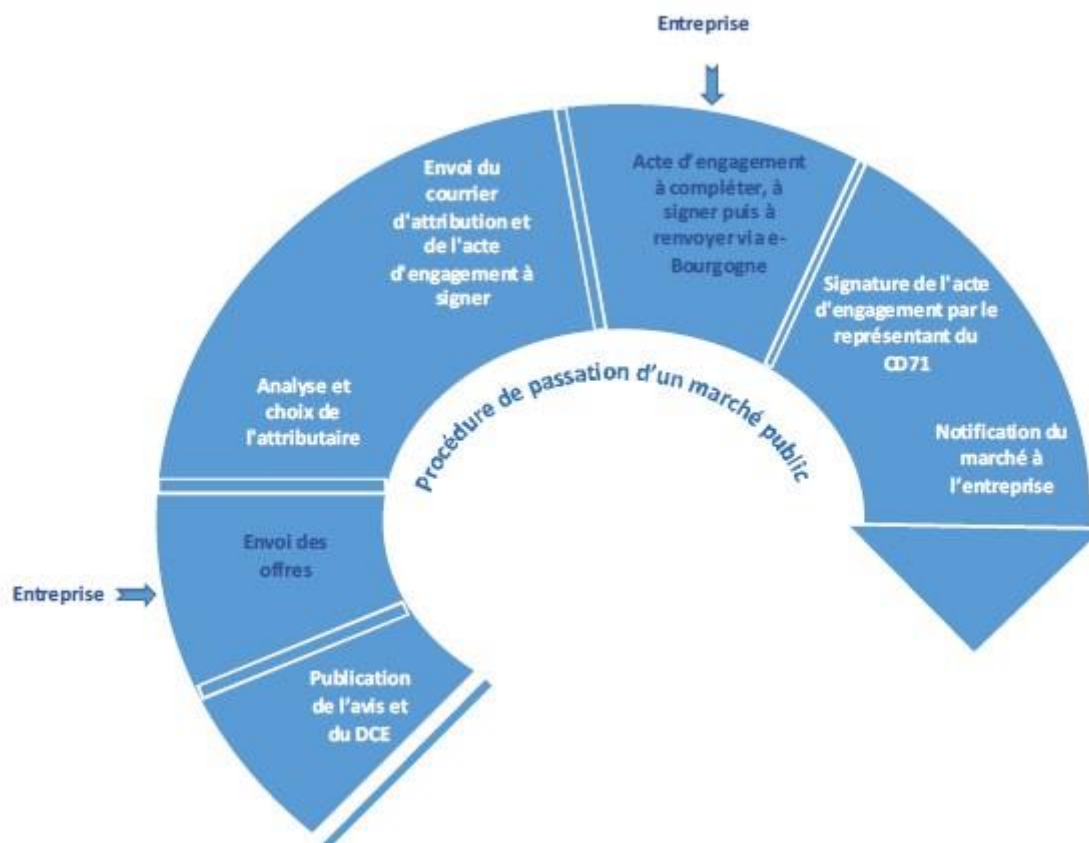 Entreprise
Acte d'engagement
à compléter, à
signer puis à
renvoyer via e-
Bourgogne
Envoi du
courrier
d'attribution et
de l'acte
d'engagement à
signer
Signature de l'acte
d'engagement par le
représentant du
CD71
Procédure de passation d'un marché public
Analyse et
choix de
l'attributaire
Notification du
marché à
l'entreprise
Envoi des
offres
Entreprise
Publication
de l'avis et
du DCE